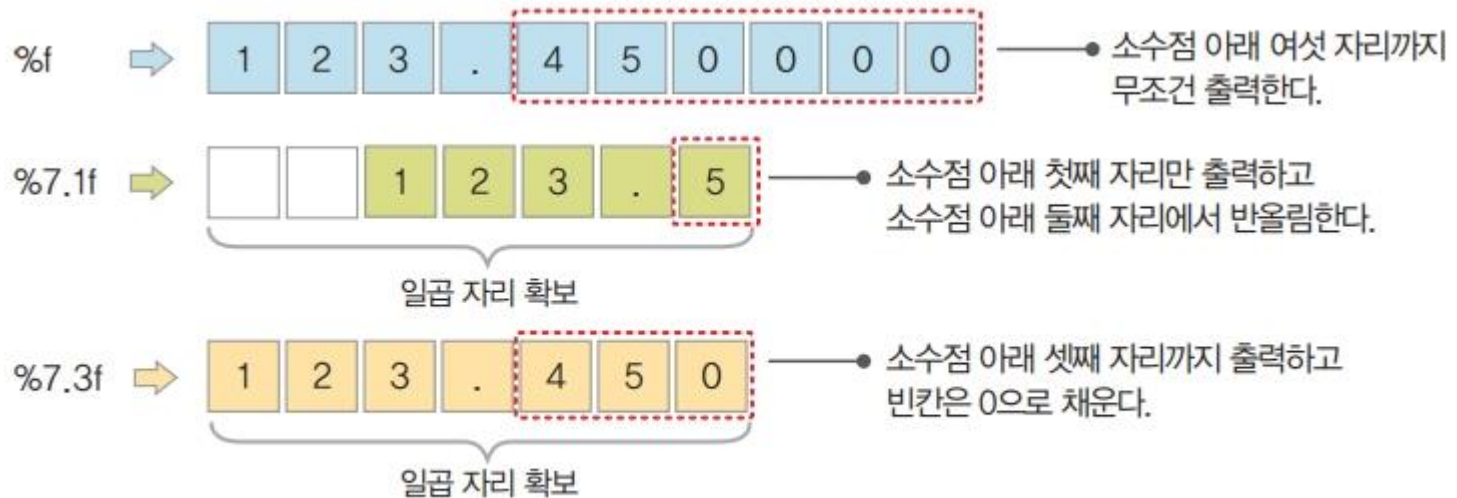 %f 1 2 3 . 4 5 0 0 0 0 소수점 아래 여섯 자리까지
무조건 출력한다.
%7.1f 1 2 3 . 5 소수점 아래 첫째 자리만 출력하고
소수점 아래 둘째 자리에서 반올림한다.
일곱 자리 확보
%7.3f 1 2 3 . 4 5 0 소수점 아래 셋째 자리까지 출력하고
빈칸은 0으로 채운다.
일곱 자리 확보